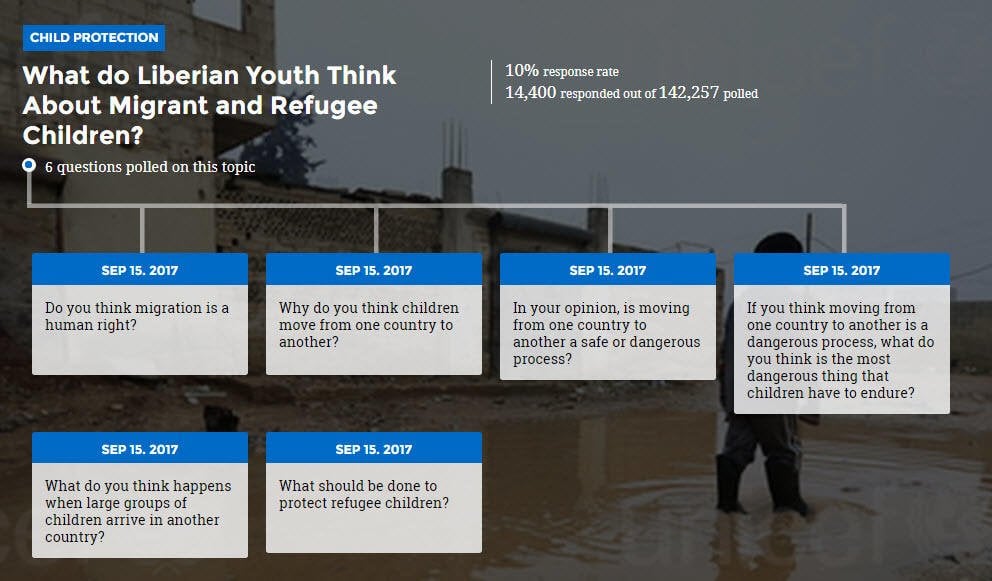 CHILD PROTECTION
What do Liberian Youth Think
About Migrant and Refugee
Children?
10% response rate
14,400 responded out of 142,257 polled
6 questions polled on this topic
SEP 15. 2017
Do you think migration is a
human right?
SEP 15. 2017
Why do you think children
move from one country to
another?
SEP 15. 2017
In your opinion, is moving
from one country to
another a safe or dangerous
process?
SEP 15. 2017
If you think moving from
one country to another is a
dangerous process, what do
you think is the most
dangerous thing that
children have to endure?
SEP 15. 2017
What do you think happens
when large groups of
children arrive in another
country?
SEP 15. 2017
What should be done to
protect refugee children?